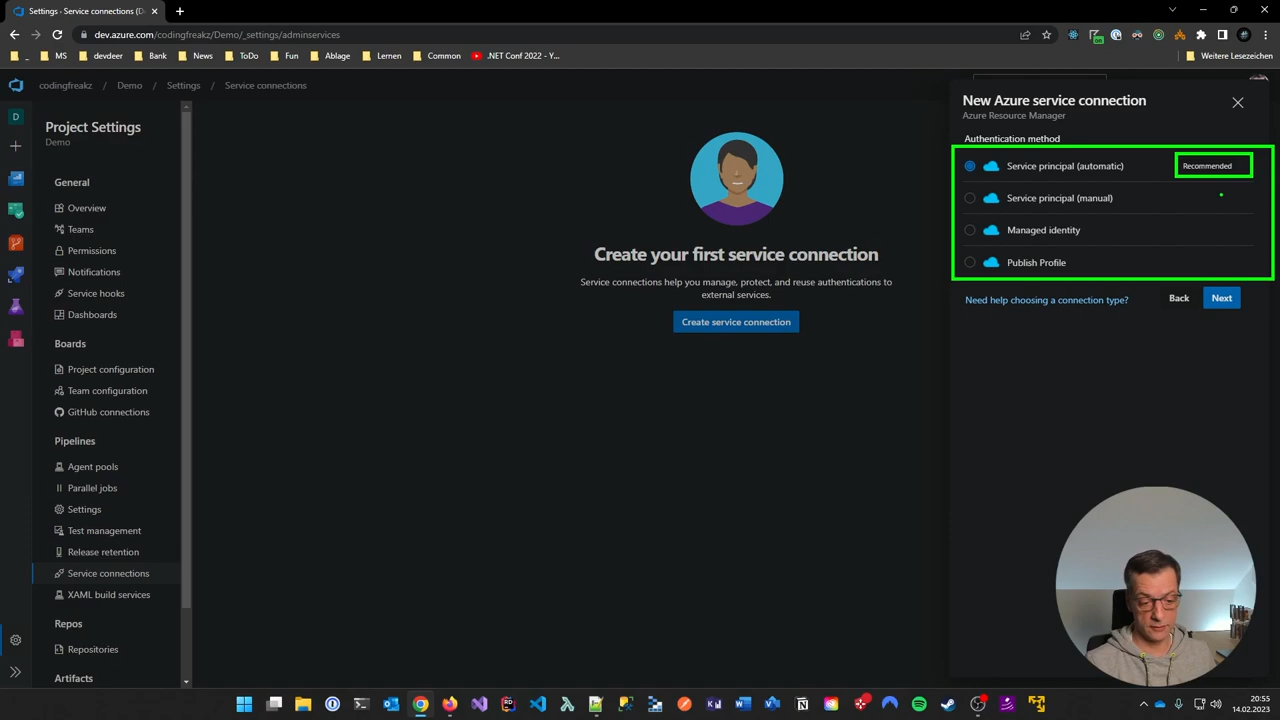 Settings - Service connections (D
dev.azure.com/codingfreakz/Demo/_settings/adminservices
_
MS
devdeer
Bank
News
ToDo
Fun
Ablage
Lernen
Common
.NET Conf 2022 - Y...
Weitere Lesezeichen
codingfreakz / Demo / Settings / Service connections
D
Project Settings
Demo
General
Overview
Teams
Permissions
Notifications
Service hooks
Dashboards
Boards
Project configuration
Team configuration
GitHub connections
Pipelines
Agent pools
Parallel jobs
Settings
Test management
Release retention
Service connections
XAML build services
Repos
Repositories
Artifacts
Create your first service connection
Service connections help you manage, protect, and reuse authentications to
external services.
Create service connection
New Azure service connection
Azure Resource Manager
Authentication method
Service principal (automatic) Recommended
Service principal (manual)
Managed identity
Publish Profile
Need help choosing a connection type?
Back
Next
20:55
14.02.2023